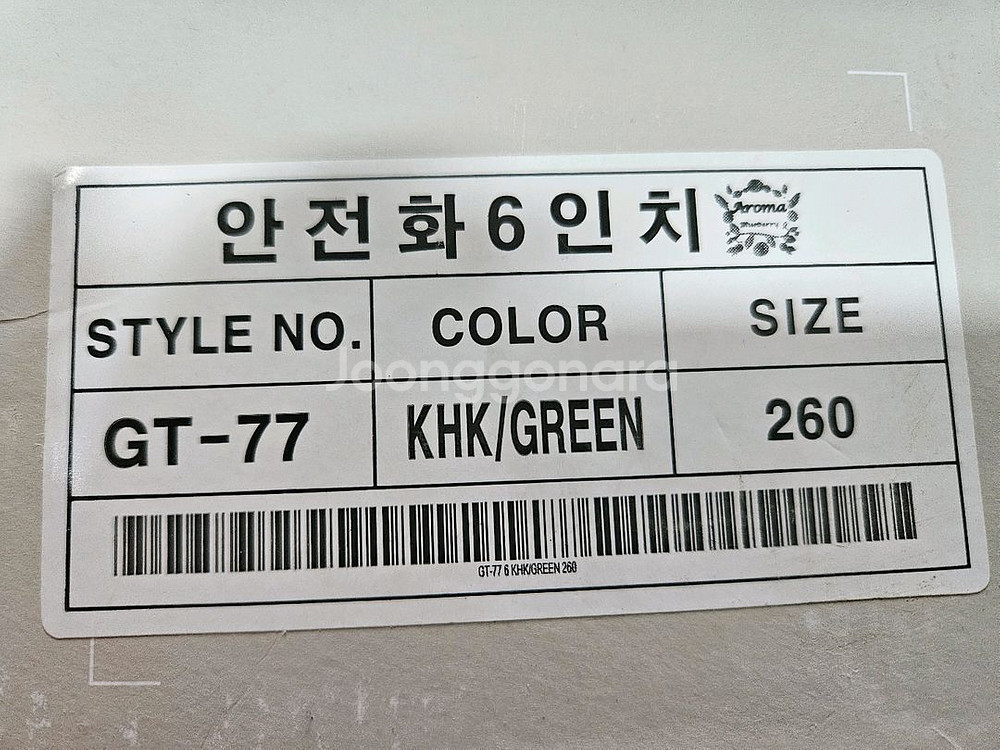 안전화6인치
Aroma
Blueberry
STYLE NO. COLOR SIZE
Joonggonara
GT-77 KHK/GREEN 260
GT-77 6 KHK/GREEN 260